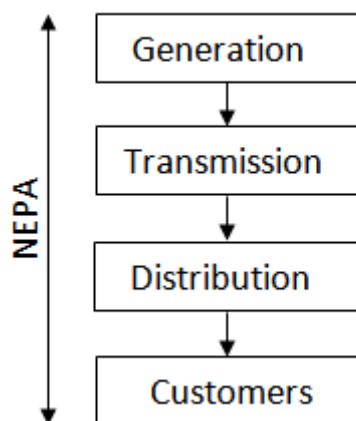 Generation
Transmission
Distribution
Customers
NEPA